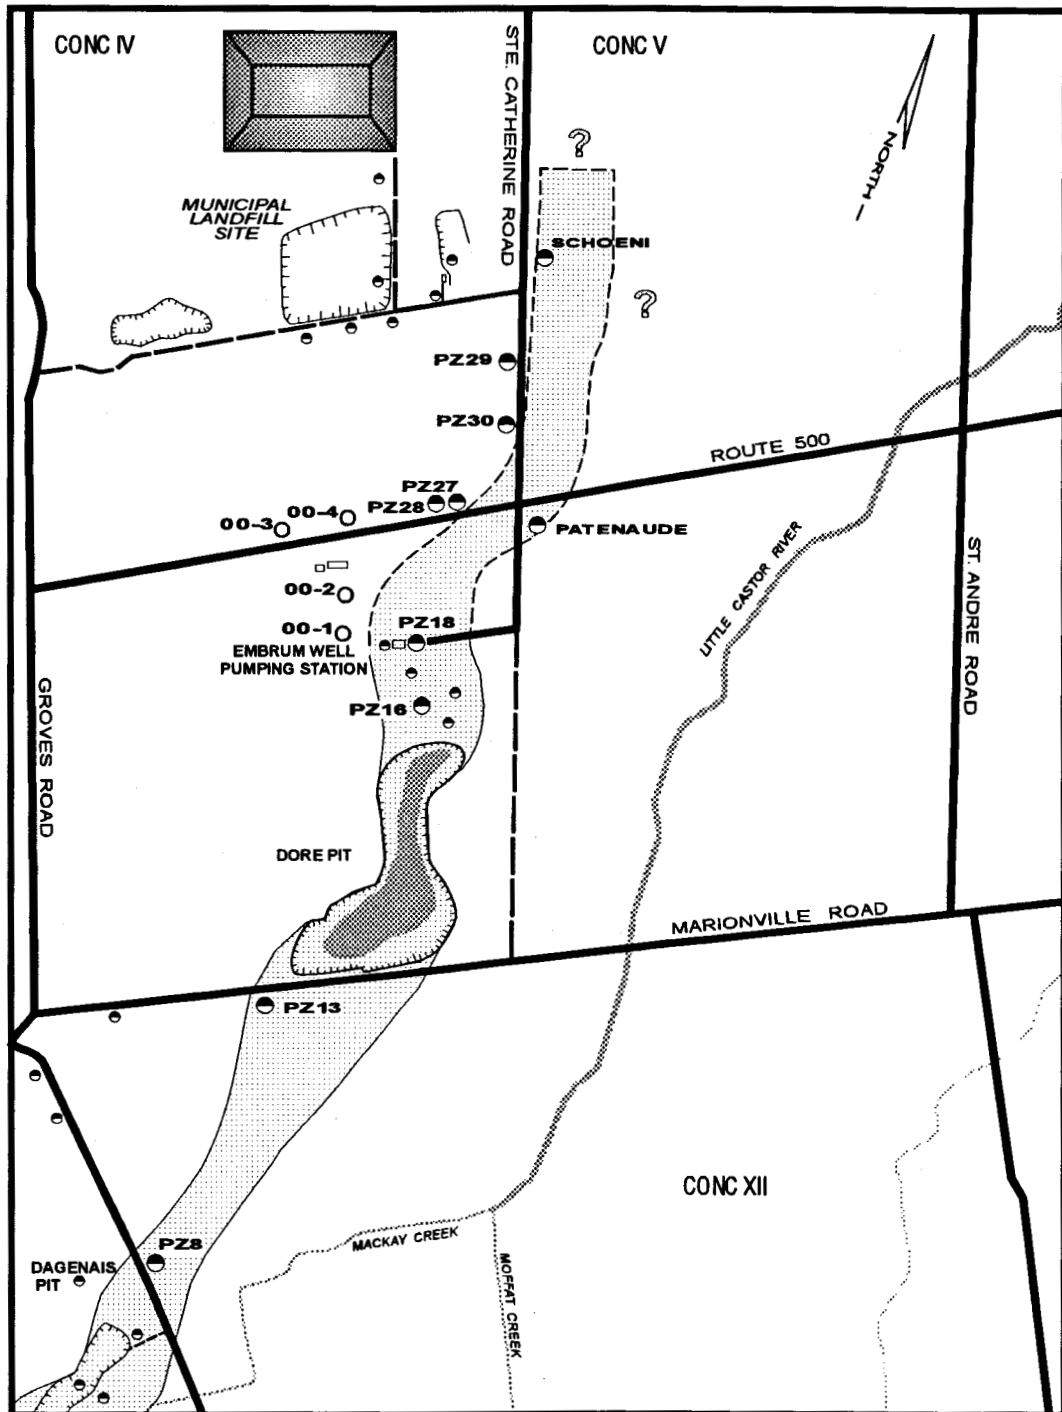 CONC IV
STE. CATHERINE ROAD
CONC V
NORTH
?
MUNICIPAL
LANDFILL
SITE
SCHOENI
?
PZ29
PZ30
ROUTE 500
PZ27
PZ28
00-4
00-3
PATENAUDE
LITTLE CASTOR RIVER
ST. ANDRE ROAD
00-2
00-1
PZ18
EMBRUM WELL
PUMPING STATION
GROVES ROAD
PZ16
DORE PIT
MARIONVILLE ROAD
PZ13
CONC XII
MACKAY CREEK
MOFFAT CREEK
PZ8
DAGENAIS
PIT